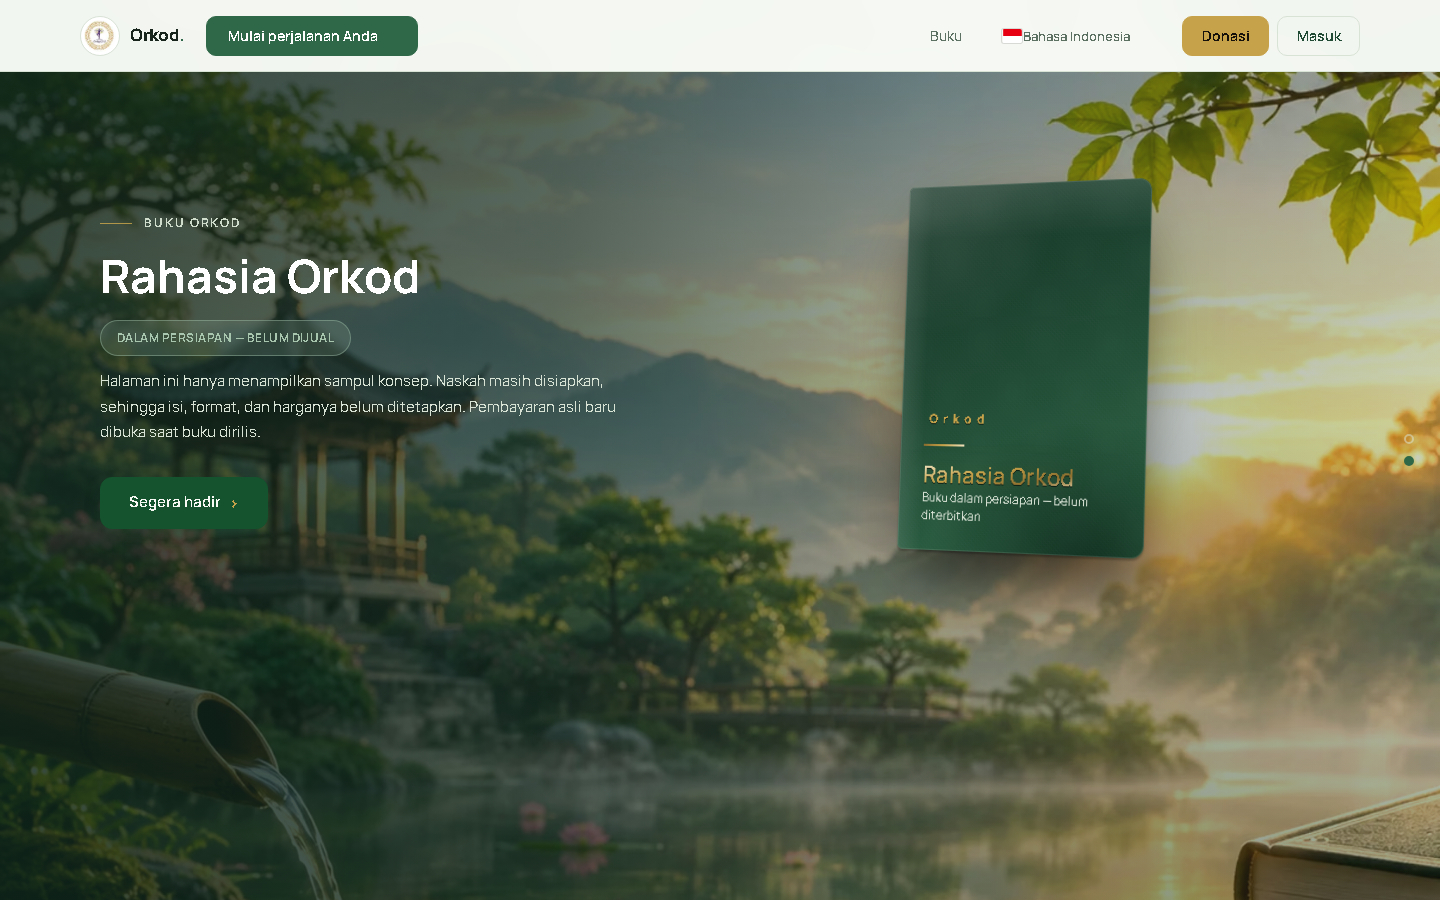 Orkod.
Mulai perjalanan Anda
Buku
Bahasa Indonesia
Donasi
Masuk
BUKU ORKOD
Rahasia Orkod
DALAM PERSIAPAN — BELUM DIJUAL
Halaman ini hanya menampilkan sampul konsep. Naskah masih disiapkan,
sehingga isi, format, dan harganya belum ditetapkan. Pembayaran asli baru
dibuka saat buku dirilis.
Segera hadir ›
Orkod
Rahasia Orkod
Buku dalam persiapan — belum
diterbitkan